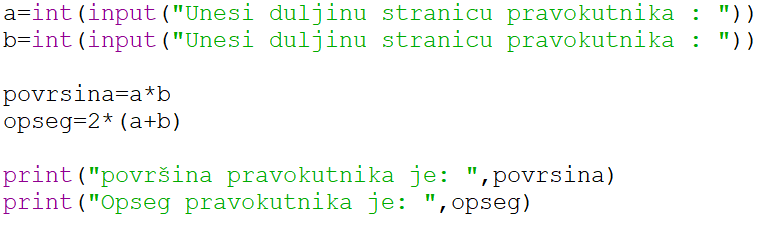 a=int(input("Unesi duljinu stranicu pravokutnika : "))
b=int(input("Unesi duljinu stranicu pravokutnika : "))
povrsina=a*b
opseg=2*(a+b)
print("površina pravokutnika je: ",povrsina)
print("Opseg pravokutnika je: ",opseg)